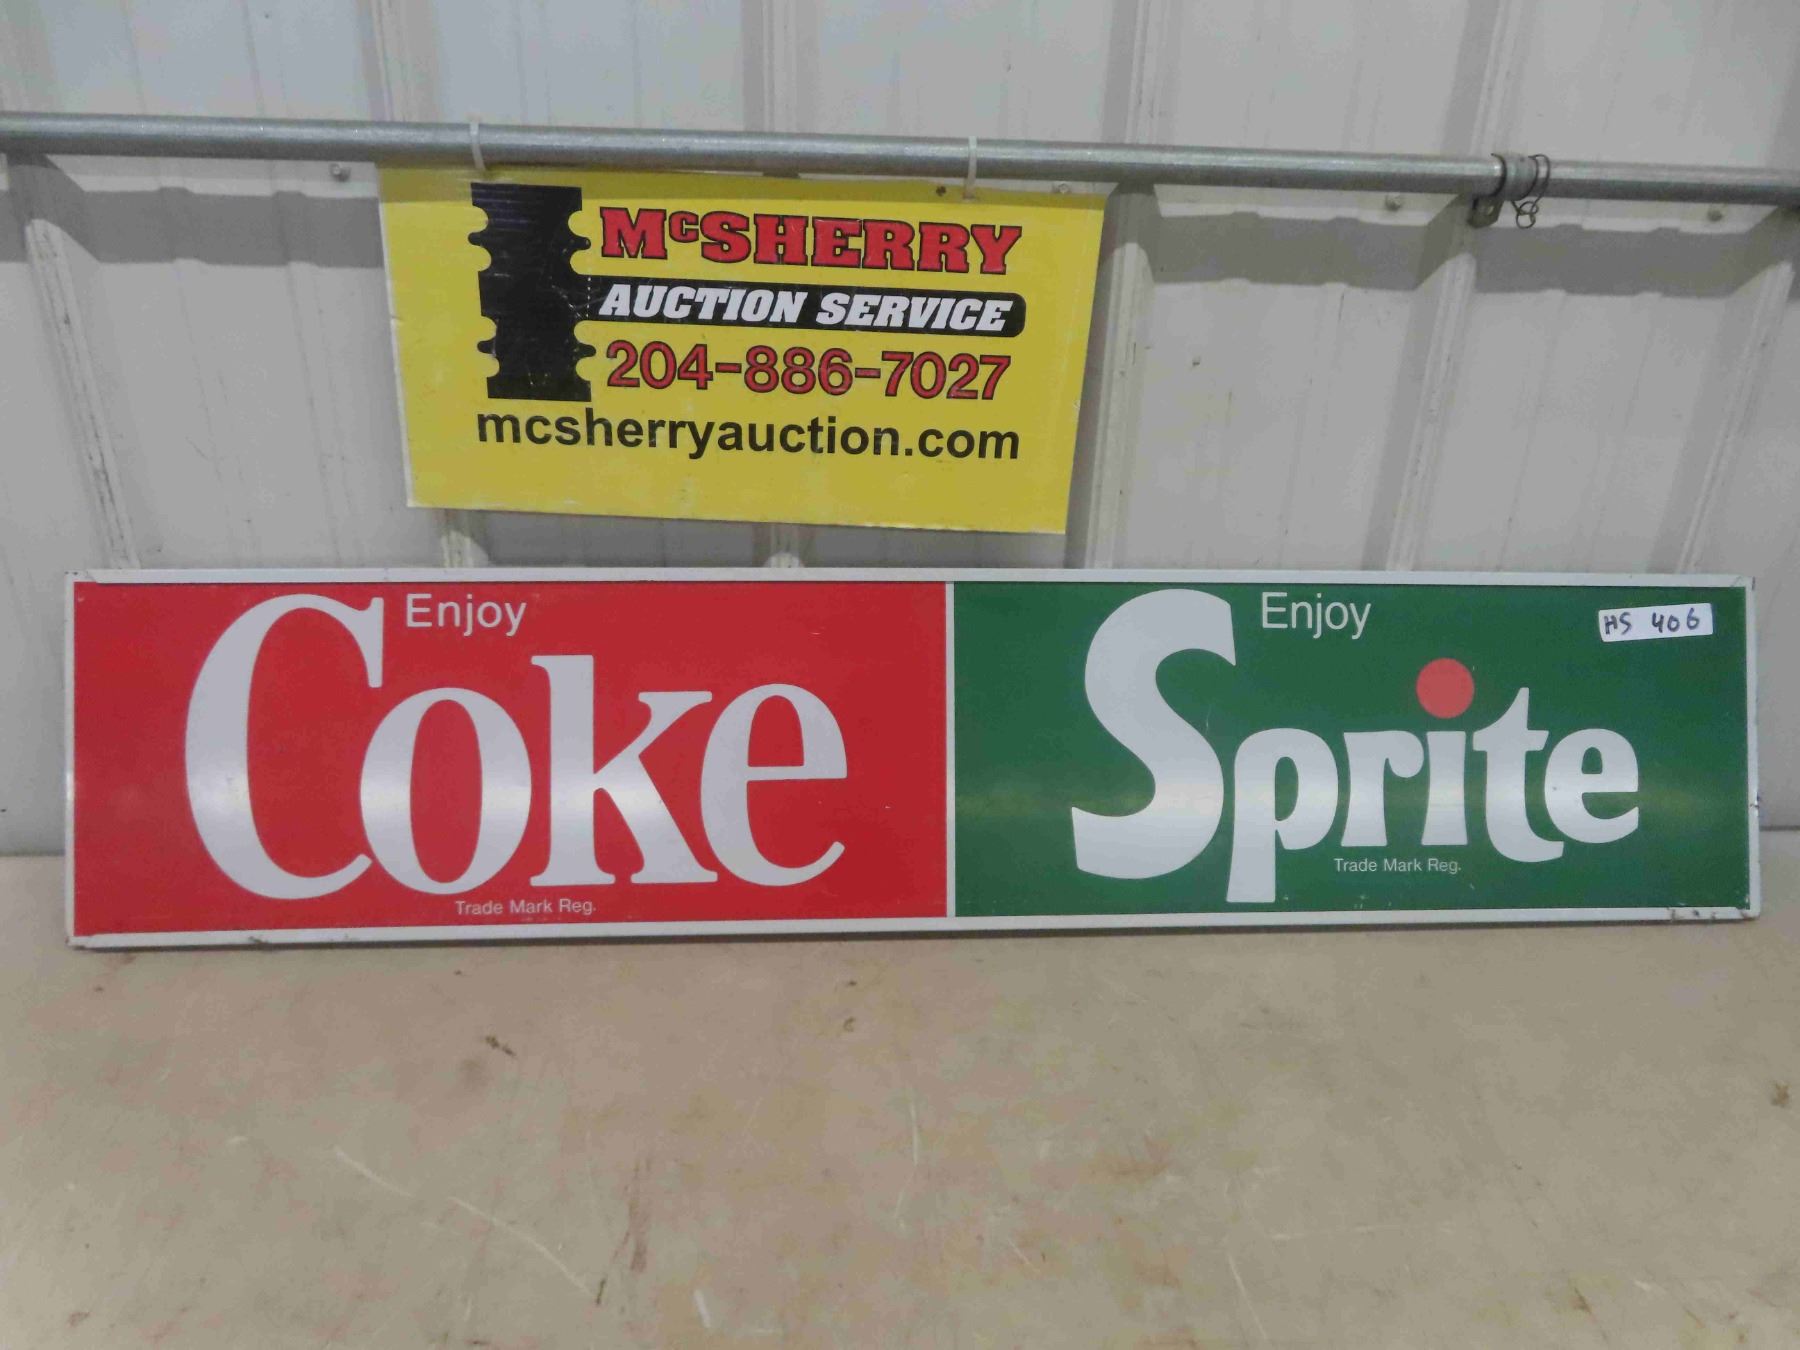 McSHERRY
AUCTION SERVICE
204-886-7027
mcsherryauction.com
Enjoy
Coke
Trade Mark Reg.
Enjoy
Sprite
Trade Mark Reg.
HS 406